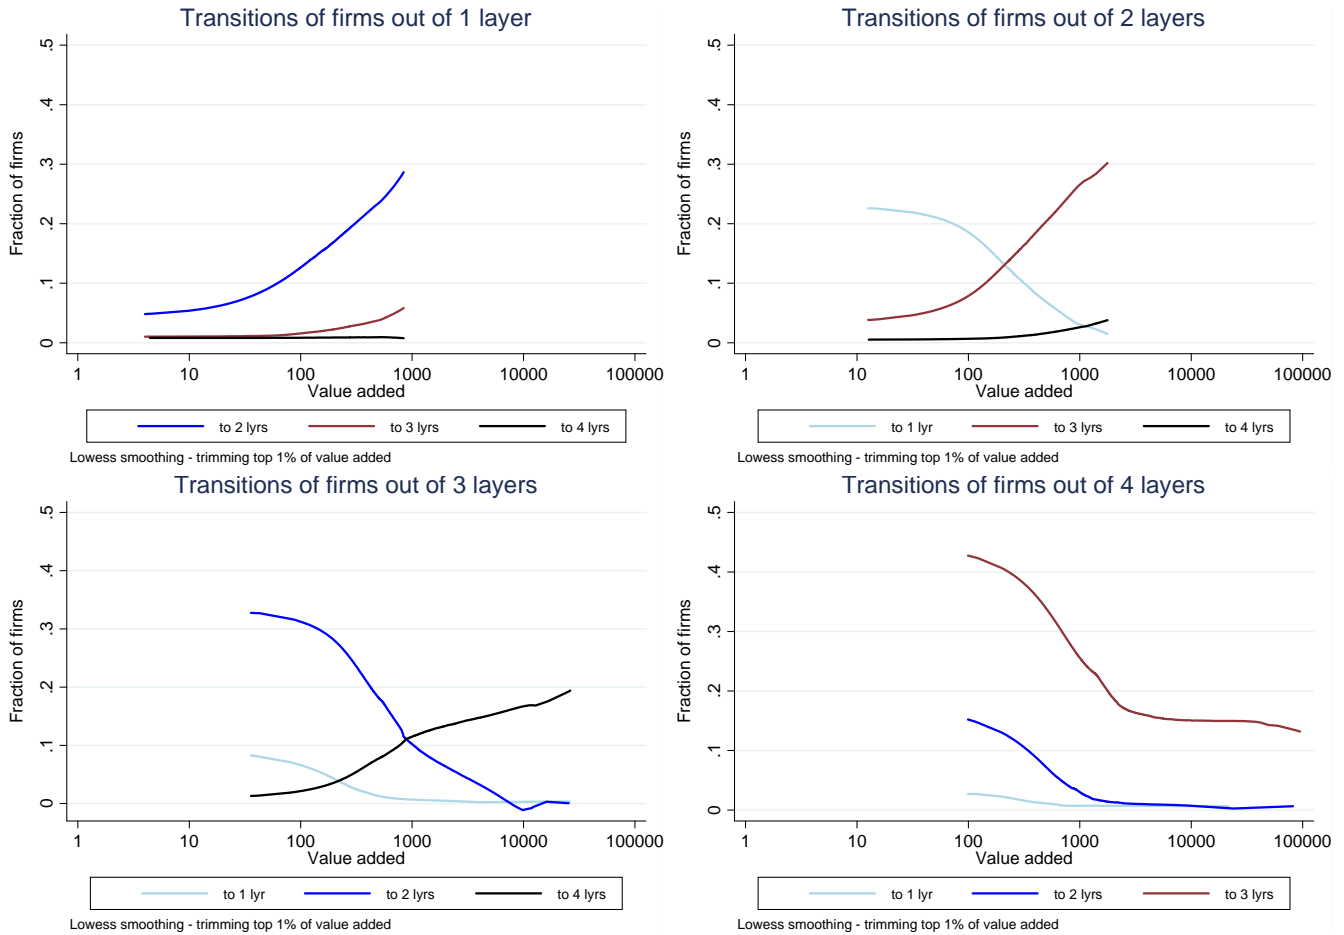 Transitions of firms out of 1 layer
Fraction of firms
.5
.4
.3
.2
.1
0
1 10 100 1000 10000 100000
Value added
to 2 lyrs to 3 lyrs to 4 lyrs
Lowess smoothing - trimming top 1% of value added
Transitions of firms out of 2 layers
Fraction of firms
.5
.4
.3
.2
.1
0
1 10 100 1000 10000 100000
Value added
to 1 lyr to 3 lyrs to 4 lyrs
Lowess smoothing - trimming top 1% of value added
Transitions of firms out of 3 layers
Fraction of firms
.5
.4
.3
.2
.1
0
1 10 100 1000 10000 100000
Value added
to 1 lyr to 2 lyrs to 4 lyrs
Lowess smoothing - trimming top 1% of value added
Transitions of firms out of 4 layers
Fraction of firms
.5
.4
.3
.2
.1
0
1 10 100 1000 10000 100000
Value added
to 1 lyr to 2 lyrs to 3 lyrs
Lowess smoothing - trimming top 1% of value added